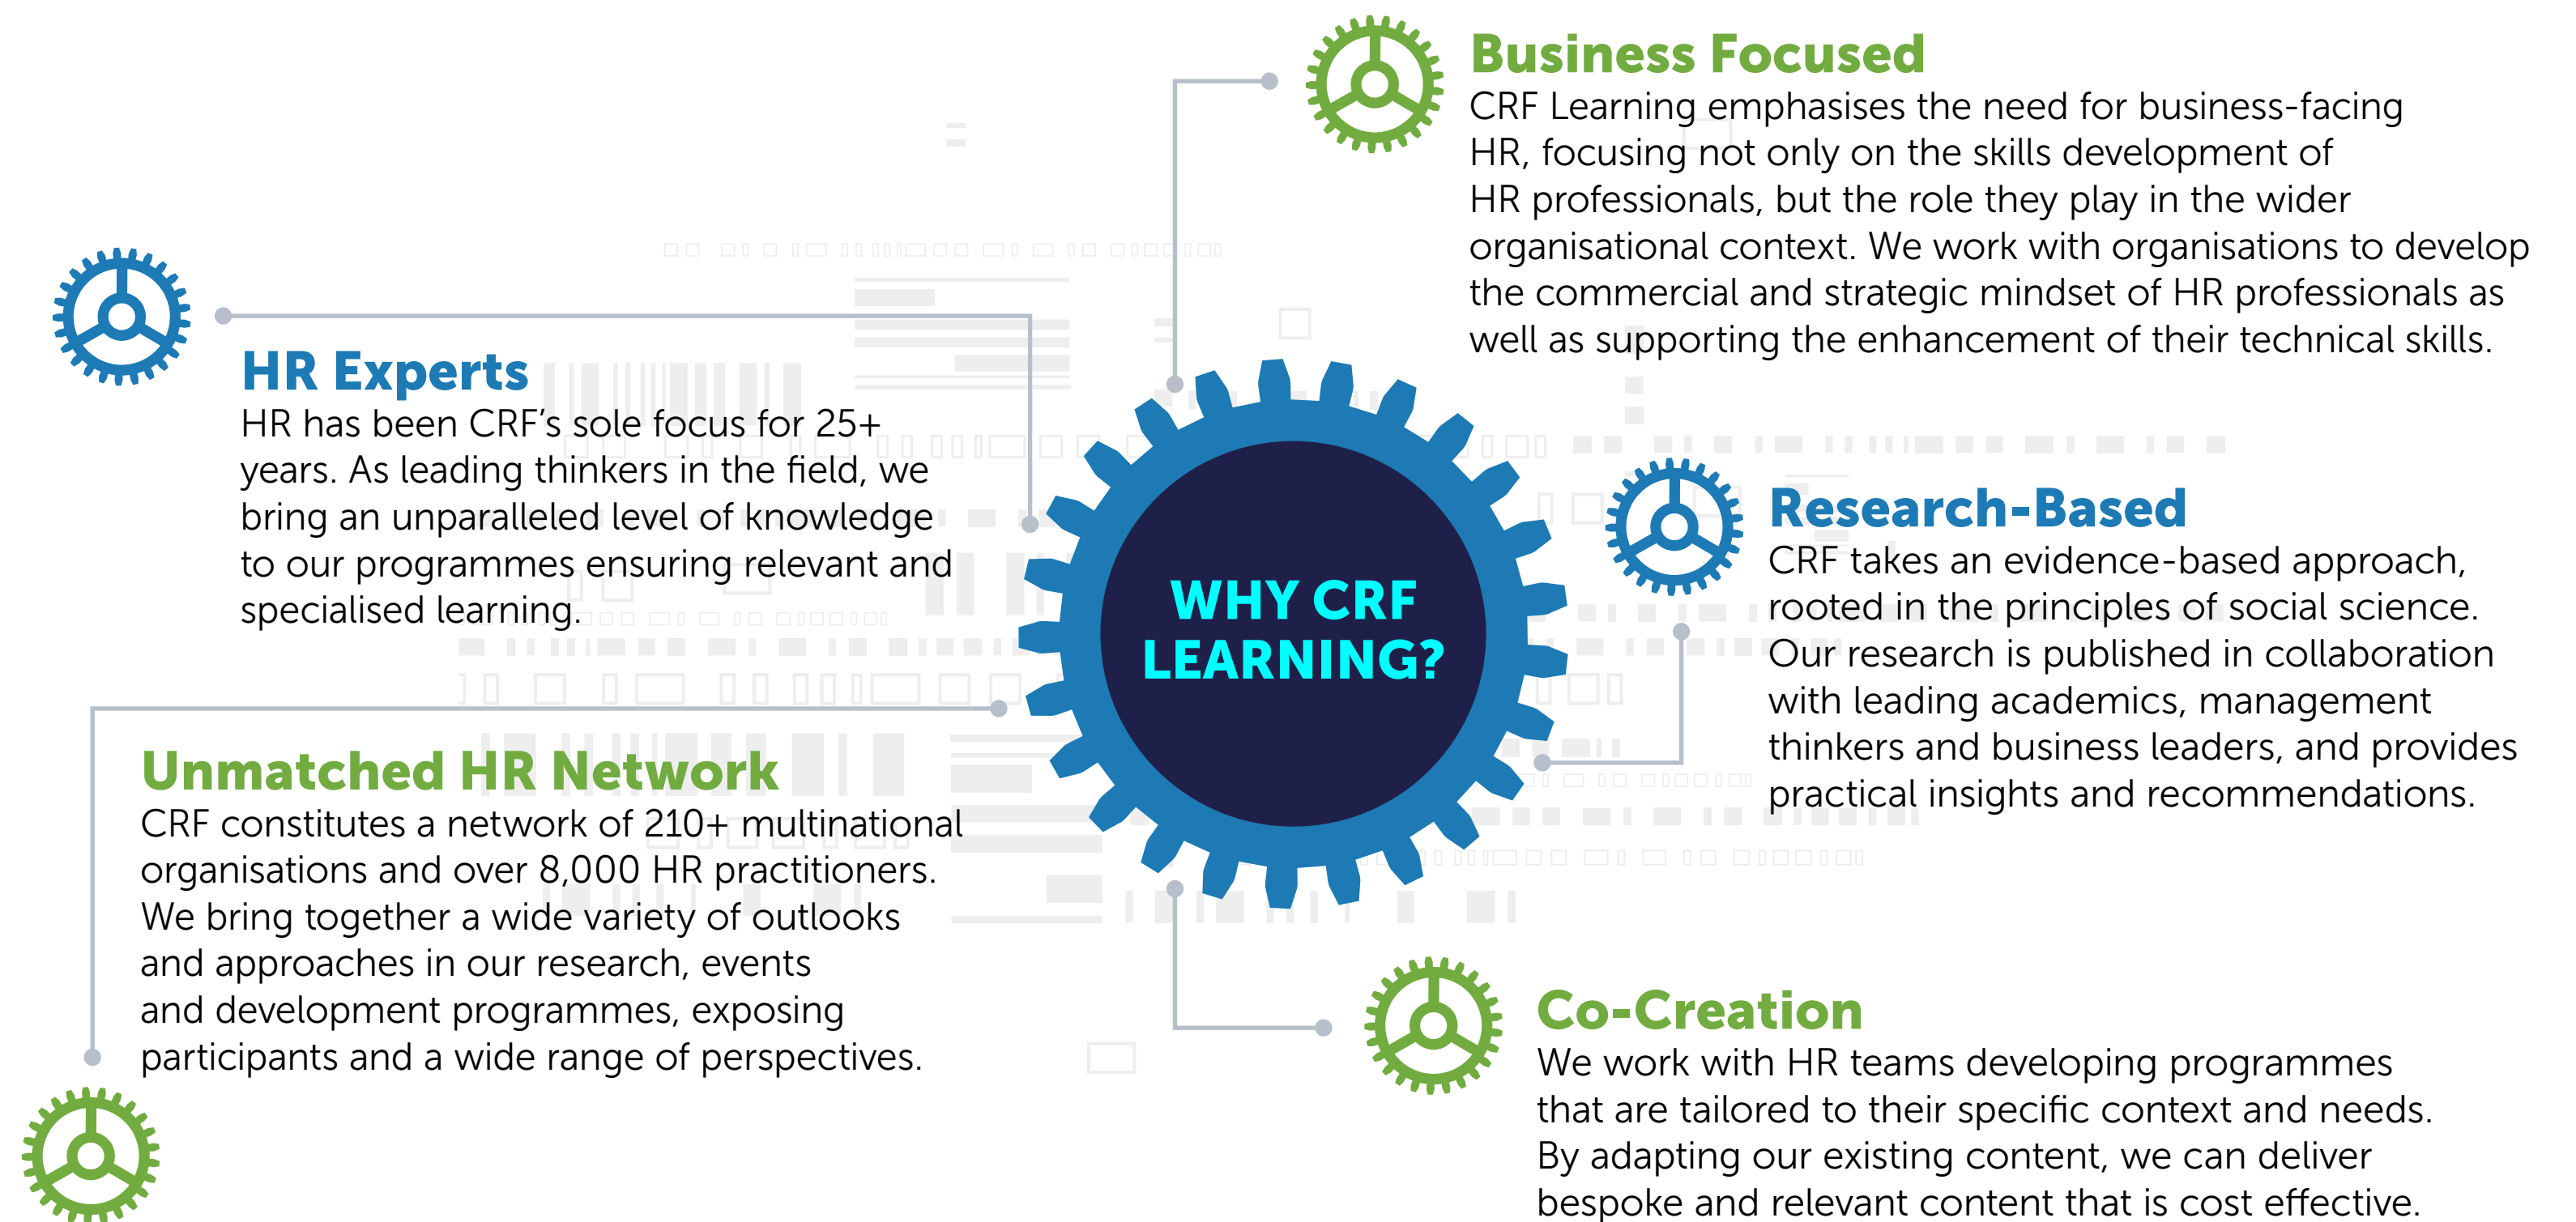 Business Focused
CRF Learning emphasises the need for business-facing
HR, focusing not only on the skills development of
HR professionals, but the role they play in the wider
organisational context. We work with organisations to develop
the commercial and strategic mindset of HR professionals as
well as supporting the enhancement of their technical skills.
HR Experts
HR has been CRF's sole focus for 25+
years. As leading thinkers in the field, we
bring an unparalleled level of knowledge
to our programmes ensuring relevant and
specialised learning.
WHY CRF
LEARNING?
Research-Based
CRF takes an evidence-based approach,
rooted in the principles of social science.
Our research is published in collaboration
with leading academics, management
thinkers and business leaders, and provides
practical insights and recommendations.
Unmatched HR Network
CRF constitutes a network of 210+ multinational
organisations and over 8,000 HR practitioners.
We bring together a wide variety of outlooks
and approaches in our research, events
and development programmes, exposing
participants and a wide range of perspectives.
Co-Creation
We work with HR teams developing programmes
that are tailored to their specific context and needs.
By adapting our existing content, we can deliver
bespoke and relevant content that is cost effective.